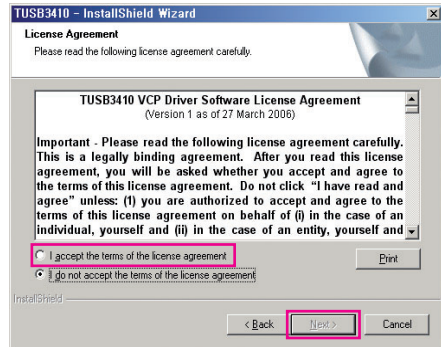 TUSB3410 - InstallShield Wizard
License Agreement
Please read the following license agreement carefully.
TUSB3410 VCP Driver Software License Agreement
(Version 1 as of 27 March 2006)
Important - Please read the following license agreement carefully.
This is a legally binding agreement. After you read this license
agreement, you will be asked whether you accept and agree to
the terms of this license agreement. Do not click "I have read and
agree" unless: (1) you are authorized to accept and agree to the
terms of this license agreement on behalf of (i) in the case of an
individual, yourself and (ii) in the case of an entity, yourself and
I accept the terms of the license agreement
I do not accept the terms of the license agreement
Print
InstallShield
< Back
Next >
Cancel